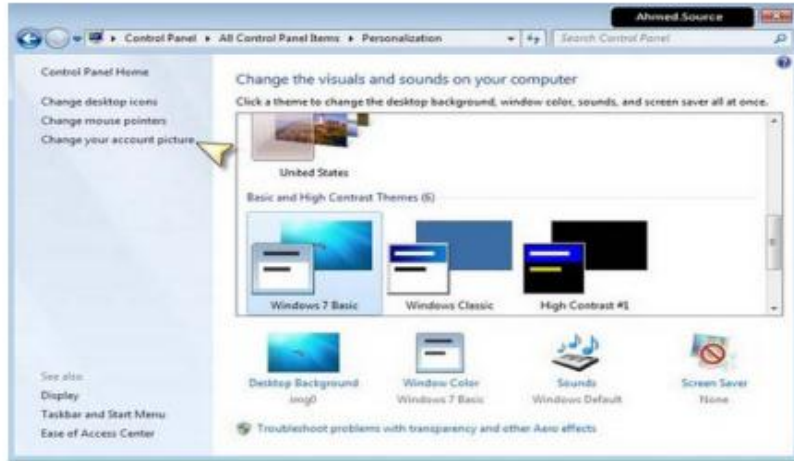 Ahmed.Source
Control Panel ▸ All Control Panel Items ▸ Personalization
Search Control Panel
Control Panel Home
Change desktop icons
Change mouse pointers
Change your account picture
Change the visuals and sounds on your computer
Click a theme to change the desktop background, window color, sounds, and screen saver all at once.
United States
Basic and High Contrast Themes (6)
Windows 7 Basic
Windows Classic
High Contrast #1
Desktop Background
img0
Window Color
Windows 7 Basic
Sounds
Windows Default
Screen Saver
None
Troubleshoot problems with transparency and other Aero effects
See also
Display
Taskbar and Start Menu
Ease of Access Center